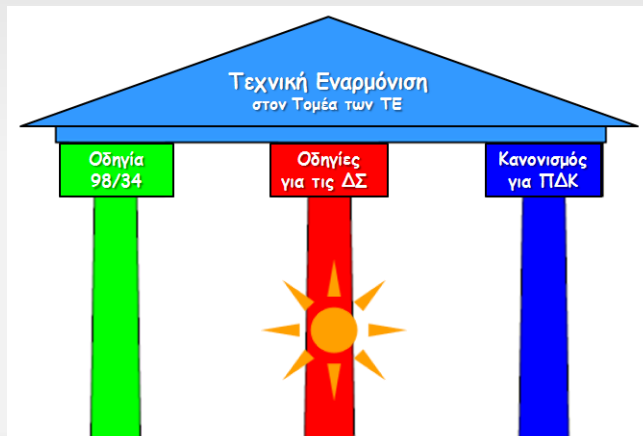 Τεχνική Εναρμόνιση
στον Τομέα των ΤΕ
Οδηγία
98/34
Οδηγίες
για τις ΔΣ
Κανονισμός
για ΠΔΚ